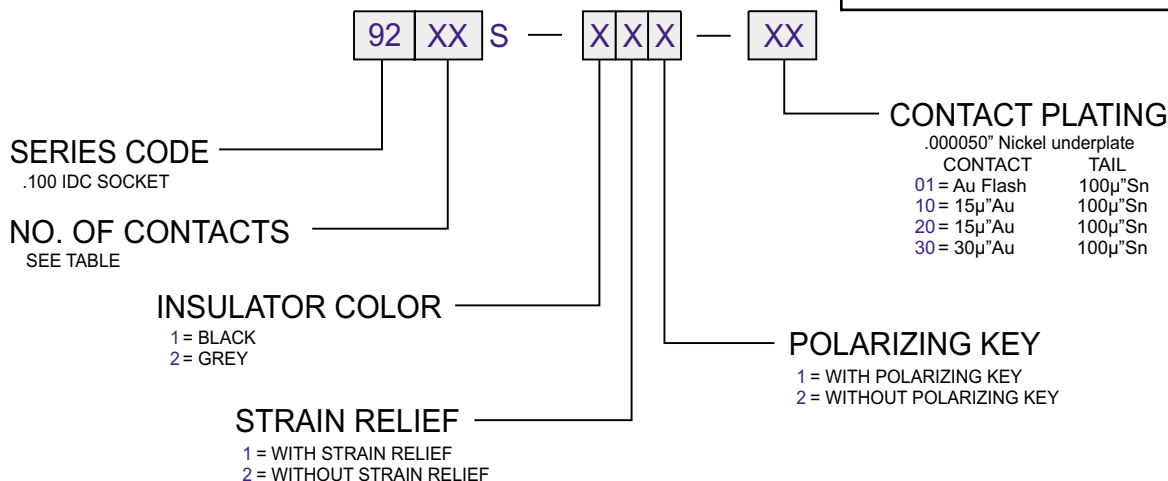 92 XX S — X X X — XX
CONTACT PLATING
.000050" Nickel underplate
CONTACT TAIL
01 = Au Flash 100µ"Sn
10 = 15µ"Au 100µ"Sn
20 = 15µ"Au 100µ"Sn
30 = 30µ"Au 100µ"Sn
SERIES CODE
.100 IDC SOCKET
NO. OF CONTACTS
SEE TABLE
INSULATOR COLOR
1 = BLACK
2 = GREY
POLARIZING KEY
1 = WITH POLARIZING KEY
2 = WITHOUT POLARIZING KEY
STRAIN RELIEF
1 = WITH STRAIN RELIEF
2 = WITHOUT STRAIN RELIEF